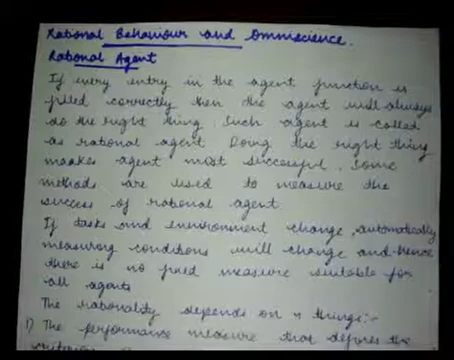 Rational Behaviour and Omniscience.
Rational Agent
If every entry in the agent function is
filled correctly then the agent will always
do the right thing. Such agent is called
as rational agent Doing the right thing
makes agent most successful. Some
methods are used to measure the
success of rational agent
If tasks and environment change, automatically
measuring conditions will change and hence
there is no fixed measure suitable for
all agents
The rationality depends on 4 things:-
1) The performance measure that defines the